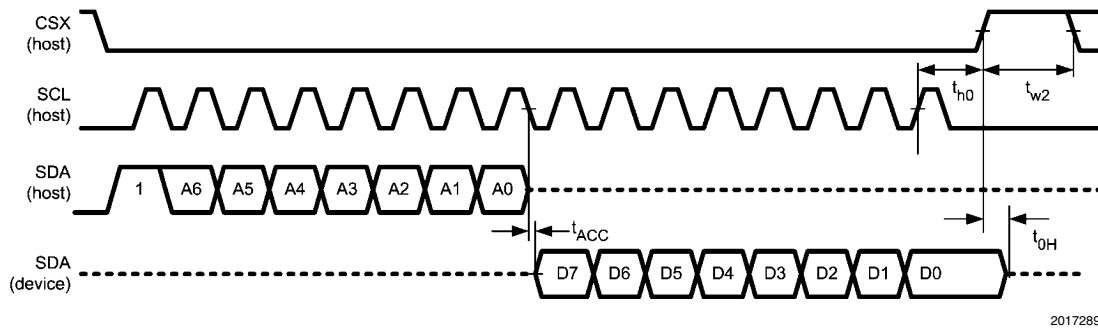 CSX
(host)
SCL
(host)
t_h0
t_w2
SDA
(host)
1 A6 A5 A4 A3 A2 A1 A0
t_ACC
t_0H
SDA
(device)
D7 D6 D5 D4 D3 D2 D1 D0
2017289